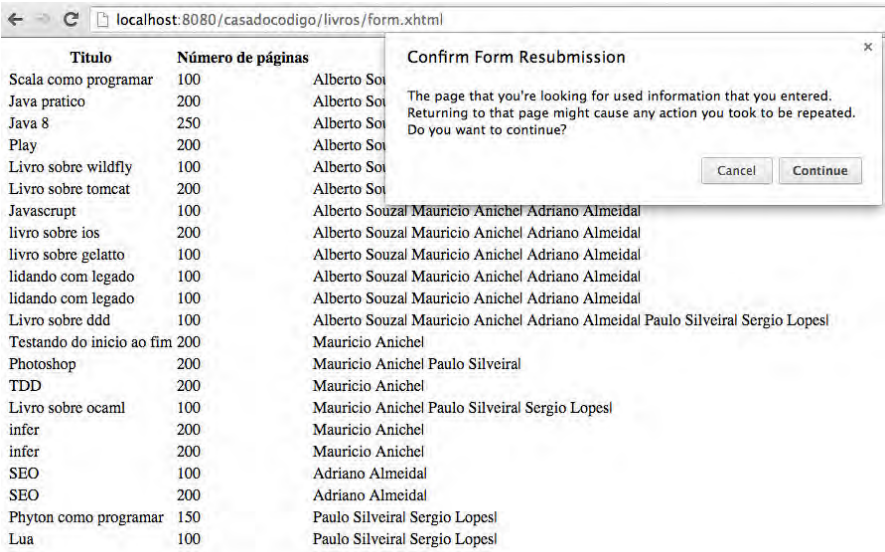 localhost:8080/casadocodigo/livros/form.xhtml
Confirm Form Resubmission
The page that you're looking for used information that you entered.
Returning to that page might cause any action you took to be repeated.
Do you want to continue?
Cancel Continue
Titulo Número de páginas
Scala como programar 100 Alberto Sou
Java pratico 200 Alberto Sou
Java 8 250 Alberto Sou
Play 200 Alberto Sou
Livro sobre wildfly 100 Alberto Sou
Livro sobre tomcat 200 Alberto Sou
Javascrupt 100 Alberto Souza| Mauricio Aniche| Adriano Almeida|
livro sobre ios 200 Alberto Souza| Mauricio Aniche| Adriano Almeida|
livro sobre gelatto 100 Alberto Souza| Mauricio Aniche| Adriano Almeida|
lidando com legado 100 Alberto Souza| Mauricio Aniche| Adriano Almeida|
lidando com legado 100 Alberto Souza| Mauricio Aniche| Adriano Almeida|
Livro sobre ddd 100 Alberto Souza| Mauricio Aniche| Adriano Almeida| Paulo Silveira| Sergio Lopes|
Testando do inicio ao fim 200 Mauricio Aniche|
Photoshop 200 Mauricio Aniche| Paulo Silveira|
TDD 200 Mauricio Aniche|
Livro sobre ocaml 100 Mauricio Aniche| Paulo Silveira| Sergio Lopes|
infer 200 Mauricio Aniche|
infer 200 Mauricio Aniche|
SEO 100 Adriano Almeida|
SEO 200 Adriano Almeida|
Phyton como programar 150 Paulo Silveira| Sergio Lopes|
Lua 100 Paulo Silveira| Sergio Lopes|